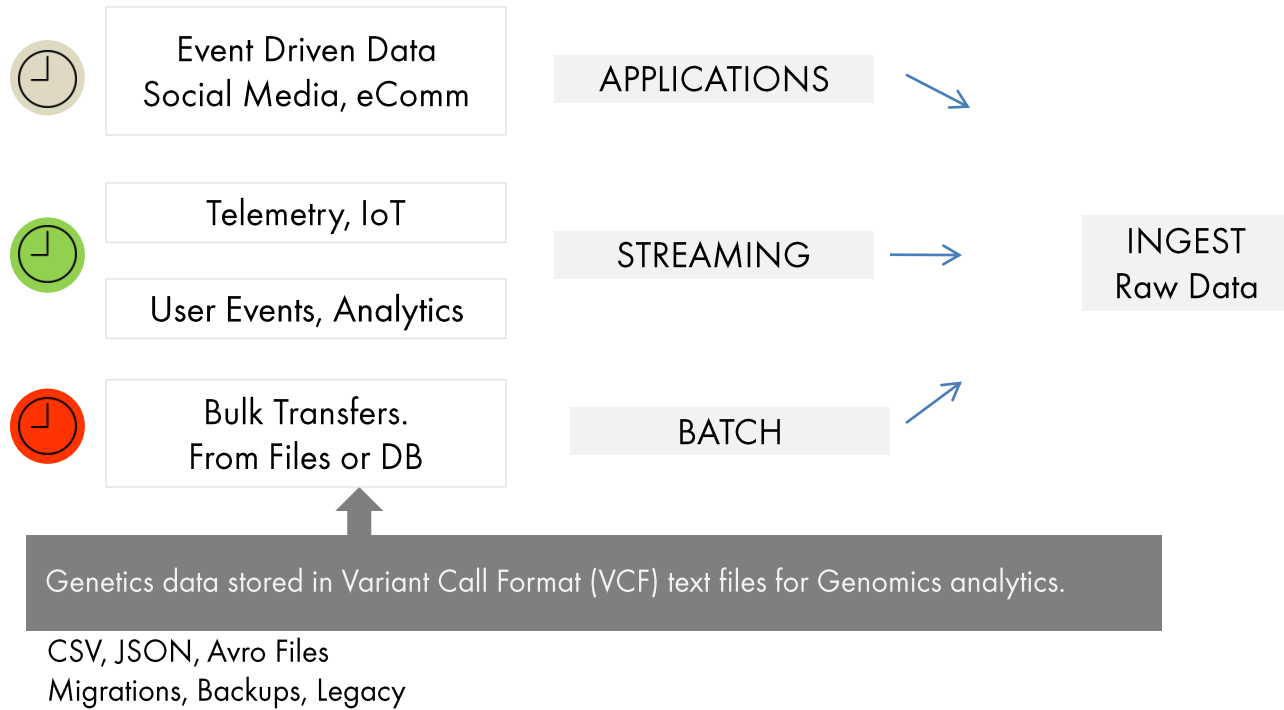 Event Driven Data
Social Media, eComm
APPLICATIONS
Telemetry, IoT
STREAMING
User Events, Analytics
INGEST
Raw Data
Bulk Transfers.
From Files or DB
BATCH
Genetics data stored in Variant Call Format (VCF) text files for Genomics analytics.
CSV, JSON, Avro Files
Migrations, Backups, Legacy